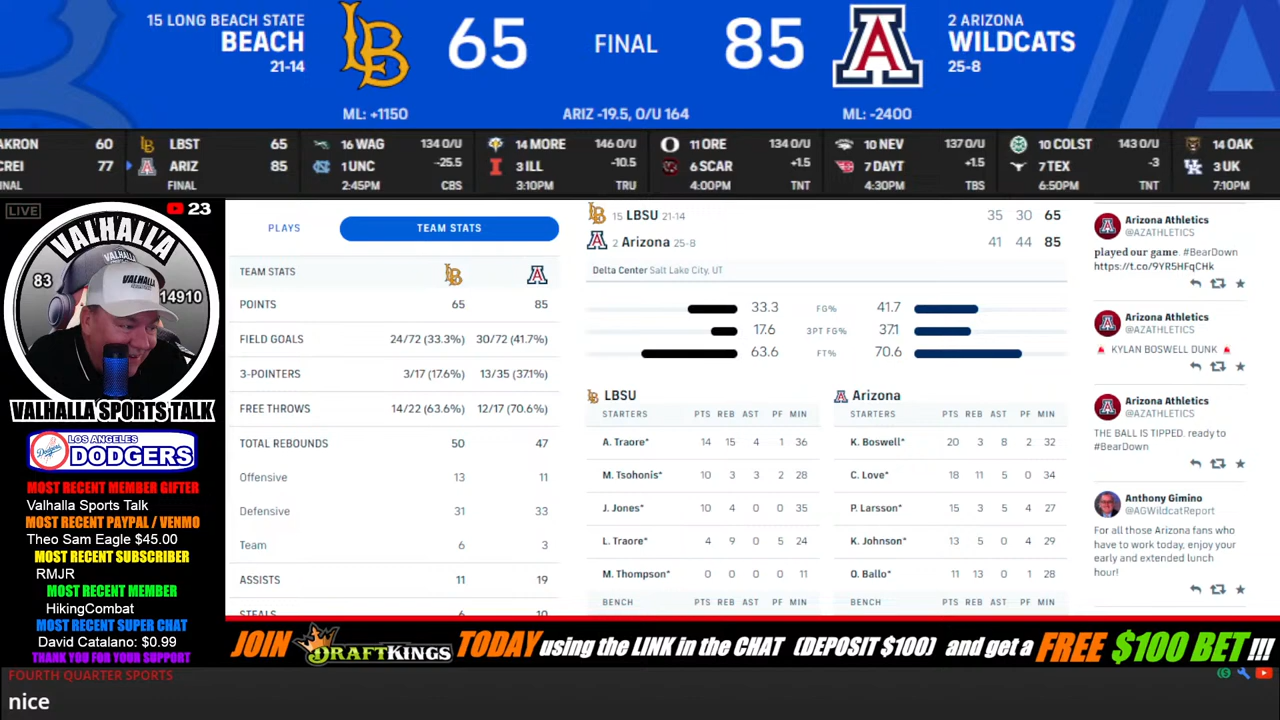 15 LONG BEACH STATE
BEACH
21-14
LB
65
FINAL
85
A
2 ARIZONA
WILDCATS
25-8
ML: +1150
ARIZ -19.5, O/U 164
ML: -2400
AKRON 60
CREI 77
FINAL
LBST 65
ARIZ 85
FINAL
16 WAG 134 O/U
1 UNC -25.5
2:45PM CBS
14 MORE 146 O/U
3 ILL -10.5
3:10PM TRU
11 ORE 134 O/U
6 SCAR +1.5
4:00PM TNT
10 NEV 137 O/U
7 DAYT +1.5
4:30PM TBS
10 COLST 143 O/U
7 TEX -3
6:50PM TNT
14 OAK
3 UK
7:10PM
LIVE
23
VALHALLA
83
14910
VALHALLA SPORTS TALK
Dodgers
LOS ANGELES
DODGERS
MOST RECENT MEMBER GIFTER
Valhalla Sports Talk
MOST RECENT PAYPAL / VENMO
Theo Sam Eagle $45.00
MOST RECENT SUBSCRIBER
RMJR
MOST RECENT MEMBER
HikingCombat
MOST RECENT SUPER CHAT
David Catalano: $0.99
THANK YOU FOR YOUR SUPPORT
PLAYS
TEAM STATS
TEAM STATS
POINTS 65 85
FIELD GOALS 24/72 (33.3%) 30/72 (41.7%)
3-POINTERS 3/17 (17.6%) 13/35 (37.1%)
FREE THROWS 14/22 (63.6%) 12/17 (70.6%)
TOTAL REBOUNDS 50 47
Offensive 13 11
Defensive 31 33
Team 6 3
ASSISTS 11 19
STEALS 6 10
15 LBSU 21-14 35 30 65
2 Arizona 25-8 41 44 85
Delta Center Salt Lake City, UT
33.3 FG% 41.7
17.6 3PT FG% 37.1
63.6 FT% 70.6
LBSU
STARTERS PTS REB AST PF MIN
A. Traore* 14 15 4 1 36
M. Tsohonis* 10 3 3 2 28
J. Jones* 10 4 0 0 35
L. Traore* 4 9 0 5 24
M. Thompson* 0 0 0 0 11
BENCH PTS REB AST PF MIN
Arizona
STARTERS PTS REB AST PF MIN
K. Boswell* 20 3 8 2 32
C. Love* 18 11 5 0 34
P. Larsson* 15 3 5 4 27
K. Johnson* 13 5 0 4 29
O. Ballo* 11 13 0 1 28
BENCH PTS REB AST PF MIN
Arizona Athletics
@AZATHLETICS
played our game. #BearDown
https://t.co/9YR5HFqCHk
Arizona Athletics
@AZATHLETICS
KYLAN BOSWELL DUNK
Arizona Athletics
@AZATHLETICS
THE BALL IS TIPPED. ready to
#BearDown
Anthony Gimino
@AGWildcatReport
For all those Arizona fans who
have to work today, enjoy your
early and extended lunch
hour!
JOIN DRAFTKINGS TODAY using the LINK in the CHAT (DEPOSIT $100) and get a FREE $100 BET !!!
FOURTH QUARTER SPORTS
nice